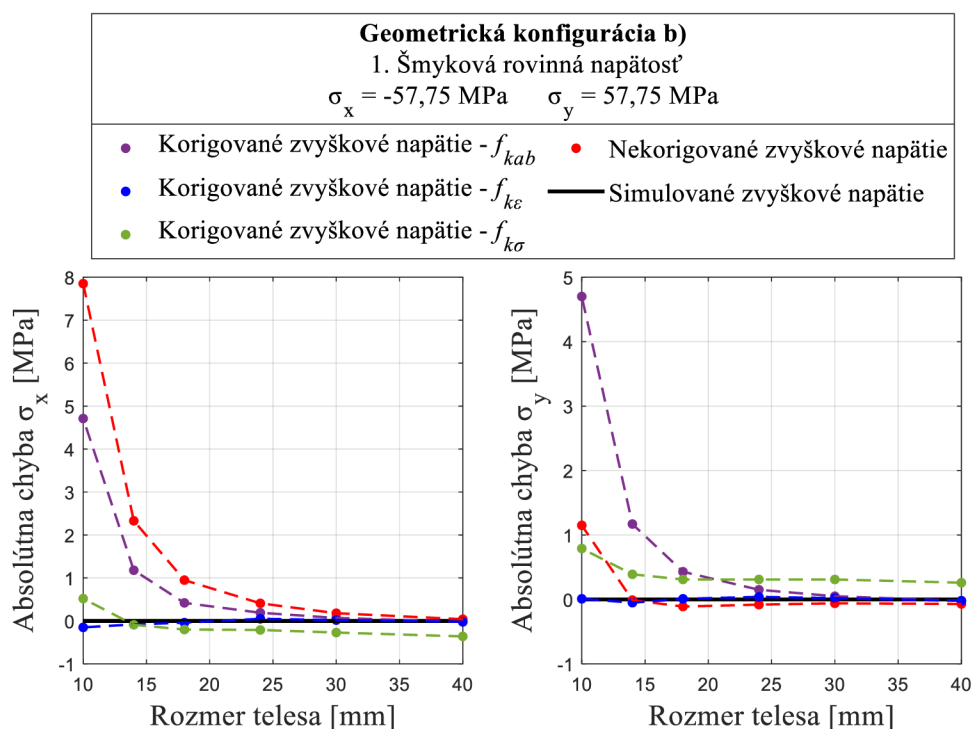 Geometrická konfigurácia b)
1. Šmyková rovinná napätosť
σx = -57,75 MPa σy = 57,75 MPa
Korigované zvyškové napätie - fkab
Nekorigované zvyškové napätie
Korigované zvyškové napätie - fkε
Simulované zvyškové napätie
Korigované zvyškové napätie - fkσ
Absolútna chyba σx [MPa]
8
7
6
5
4
3
2
1
0
-1
10 15 20 25 30 35 40
Rozmer telesa [mm]
Absolútna chyba σy [MPa]
5
4
3
2
1
0
-1
10 15 20 25 30 35 40
Rozmer telesa [mm]